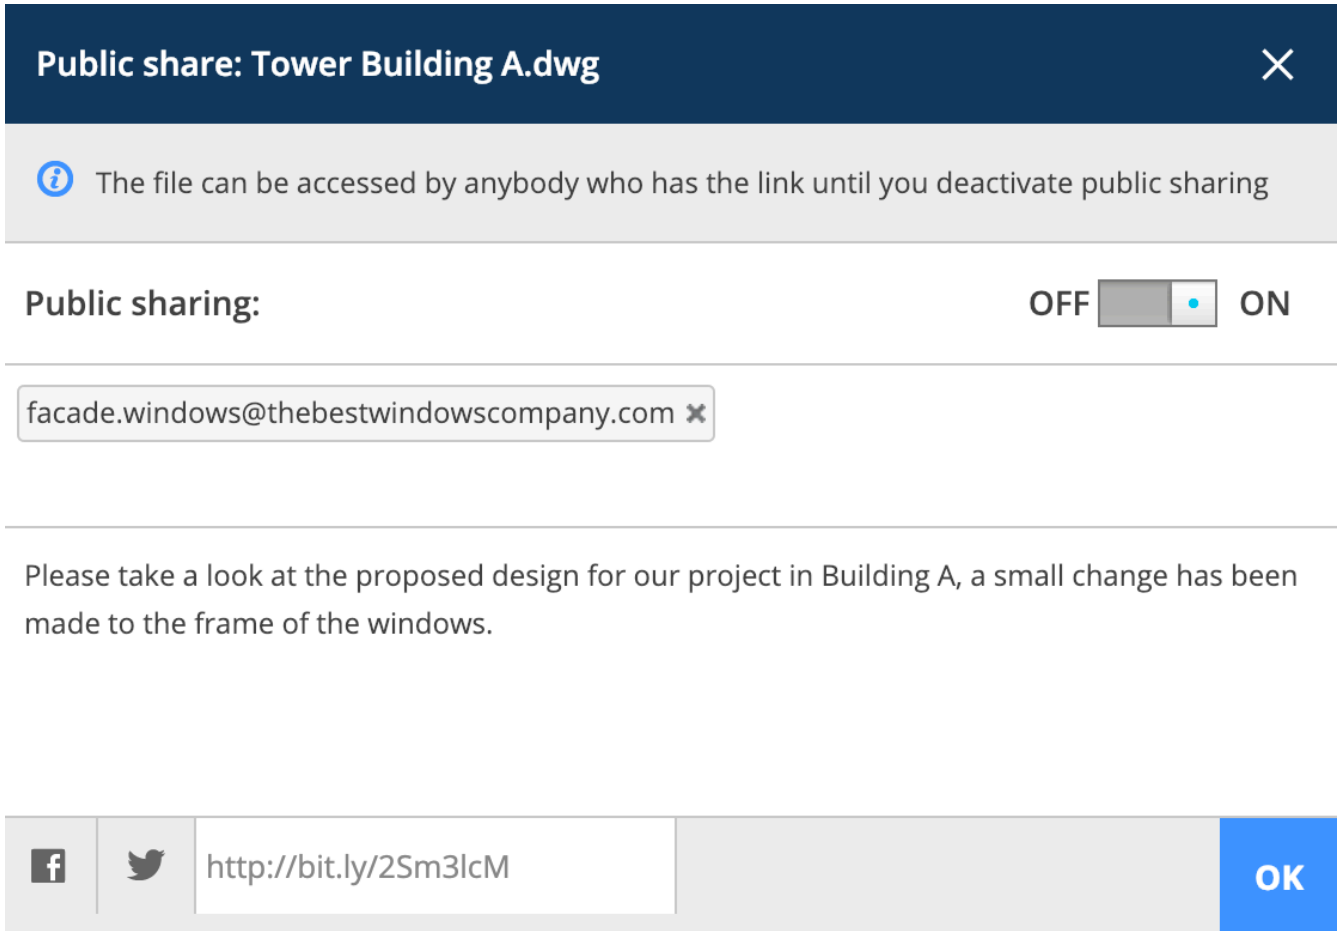 Public share: Tower Building A.dwg
The file can be accessed by anybody who has the link until you deactivate public sharing
Public sharing:
OFF ON
facade.windows@thebestwindowscompany.com
Please take a look at the proposed design for our project in Building A, a small change has been
made to the frame of the windows.
http://bit.ly/2Sm3lcM
OK